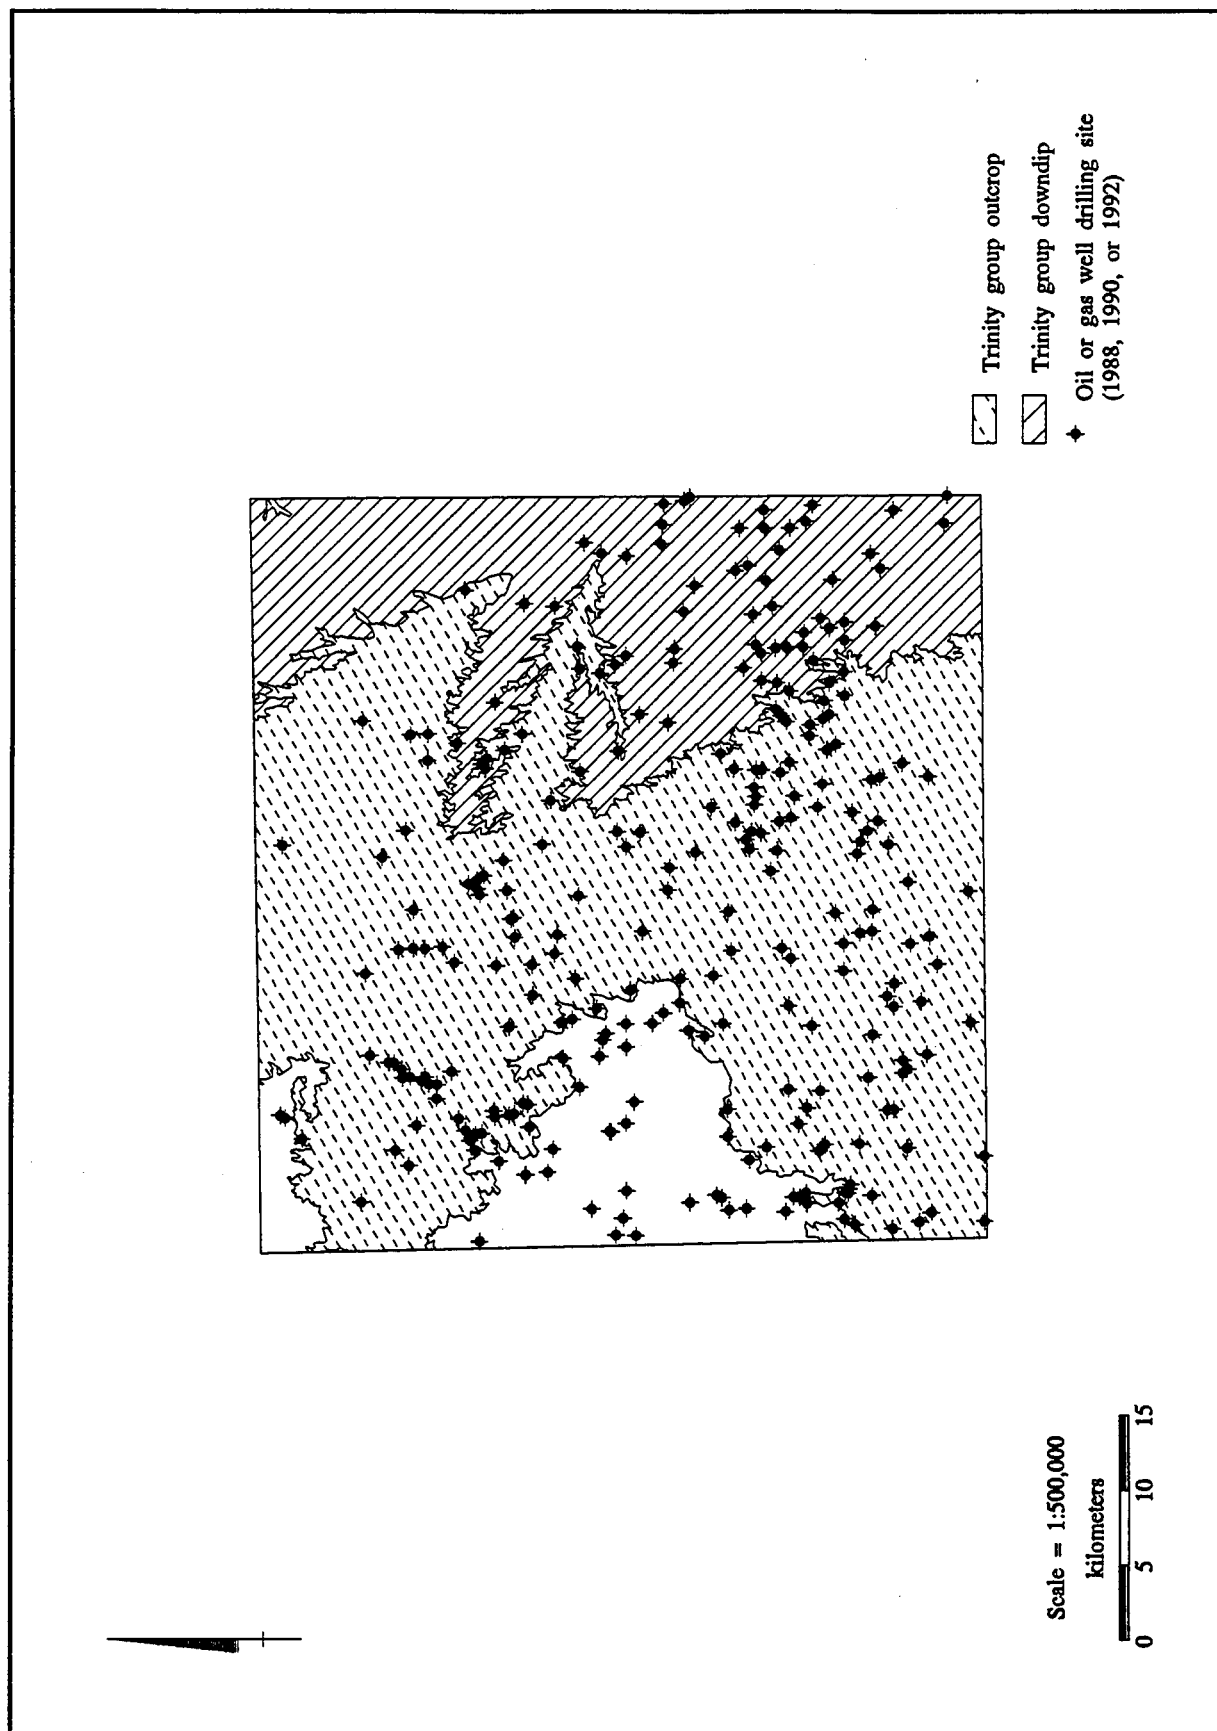 Trinity group outcrop
Trinity group downdip
Oil or gas well drilling site
(1988, 1990, or 1992)
Scale = 1:500,000
kilometers
0 5 10 15